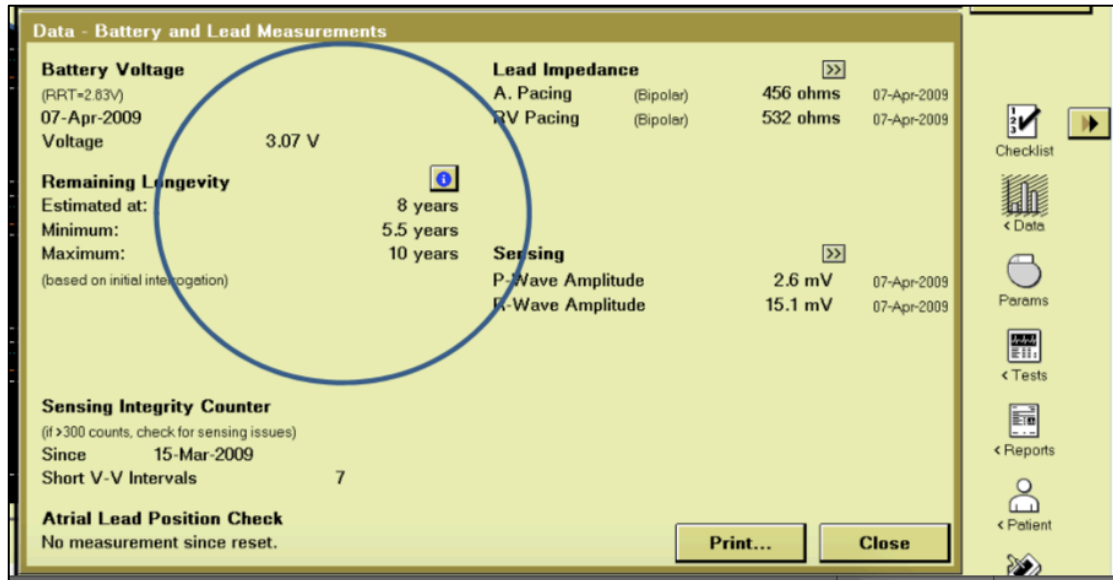 Data - Battery and Lead Measurements
Battery Voltage
(RRT=2.83V)
07-Apr-2009
Voltage 3.07 V
Remaining Longevity
Estimated at: 8 years
Minimum: 5.5 years
Maximum: 10 years
(based on initial interrogation)
Lead Impedance >>
A. Pacing (Bipolar) 456 ohms 07-Apr-2009
RV Pacing (Bipolar) 532 ohms 07-Apr-2009
Sensing >>
P-Wave Amplitude 2.6 mV 07-Apr-2009
R-Wave Amplitude 15.1 mV 07-Apr-2009
Sensing Integrity Counter
(if >300 counts, check for sensing issues)
Since 15-Mar-2009
Short V-V Intervals 7
Atrial Lead Position Check
No measurement since reset.
Print... Close
Checklist
< Data
Params
< Tests
< Reports
< Patient